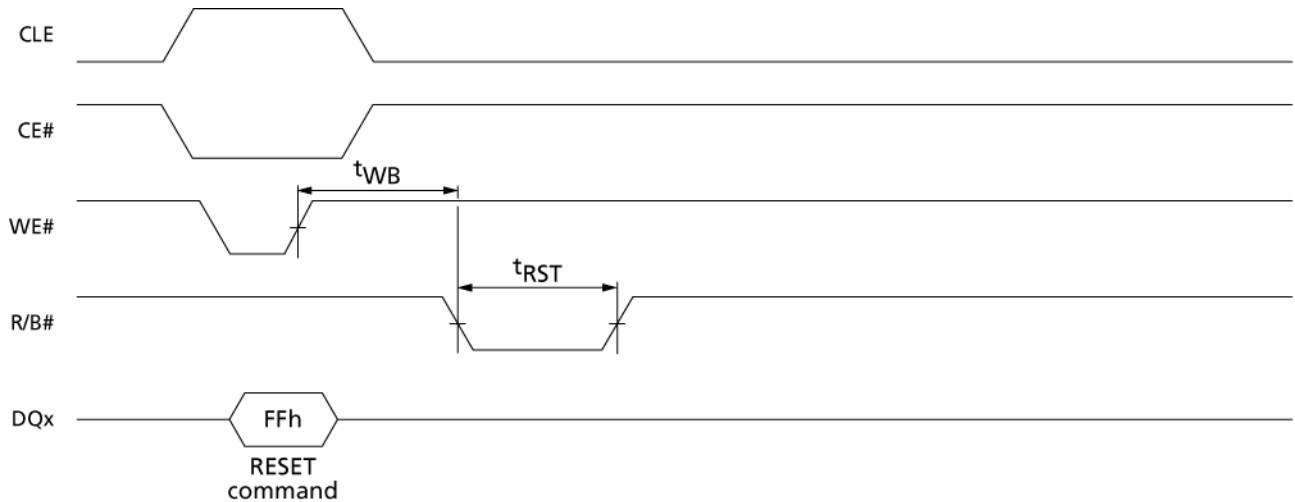 CLE
CE#
tWB
WE#
tRST
R/B#
DQx
FFh
RESET
command